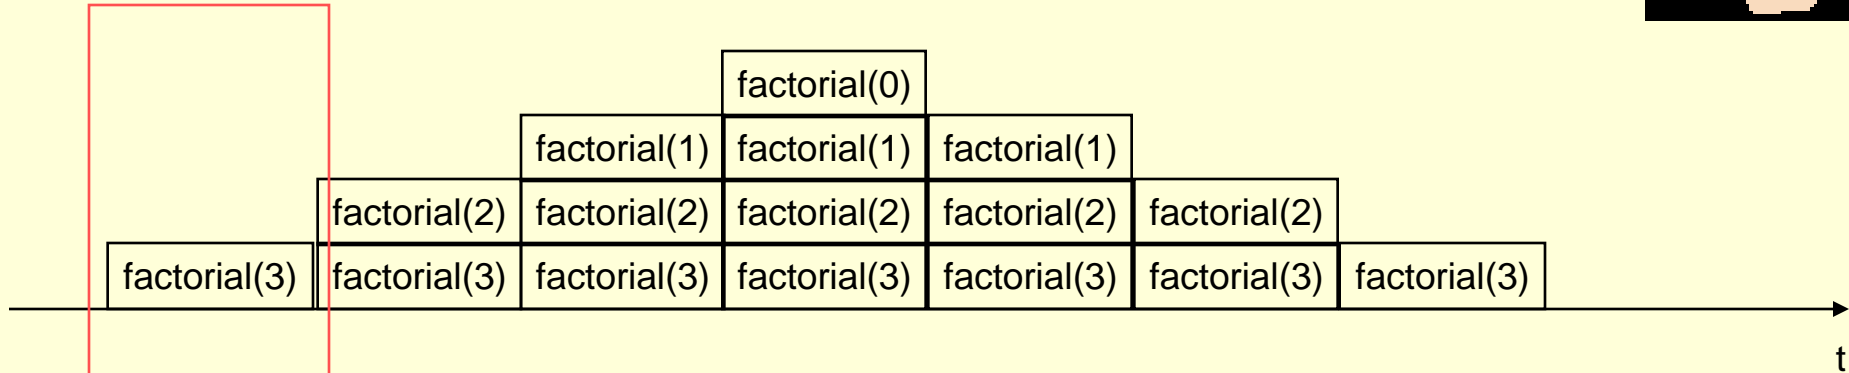 factorial(0)
factorial(1) factorial(1) factorial(1)
factorial(2) factorial(2) factorial(2) factorial(2) factorial(2)
factorial(3) factorial(3) factorial(3) factorial(3) factorial(3) factorial(3) factorial(3)
t